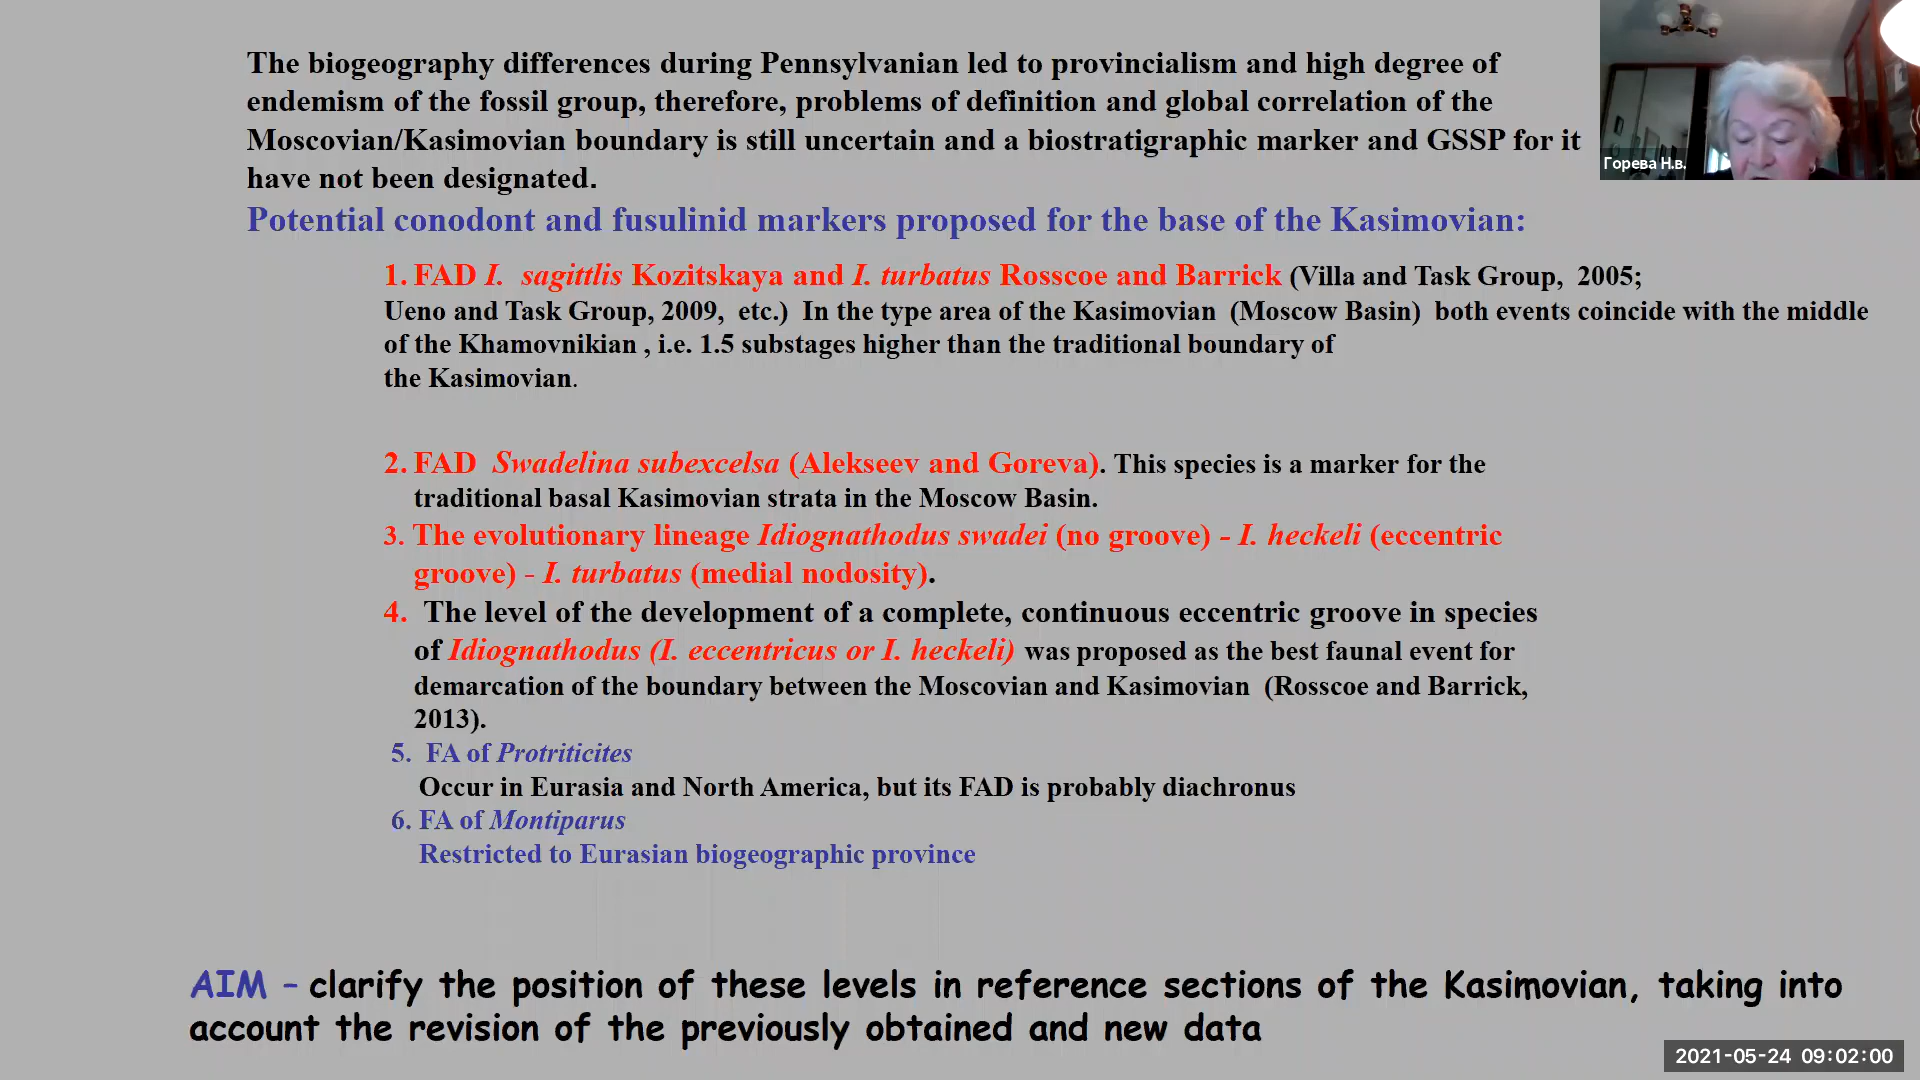 The biogeography differences during Pennsylvanian led to provincialism and high degree of
endemism of the fossil group, therefore, problems of definition and global correlation of the
Moscovian/Kasimovian boundary is still uncertain and a biostratigraphic marker and GSSP for it
have not been designated.
Горева Н.в.
Potential conodont and fusulinid markers proposed for the base of the Kasimovian:
1. FAD I. sagittlis Kozitskaya and I. turbatus Rosscoe and Barrick (Villa and Task Group, 2005;
Ueno and Task Group, 2009, etc.) In the type area of the Kasimovian (Moscow Basin) both events coincide with the middle
of the Khamovnikian , i.e. 1.5 substages higher than the traditional boundary of
the Kasimovian.
2. FAD Swadelina subexcelsa (Alekseev and Goreva). This species is a marker for the
traditional basal Kasimovian strata in the Moscow Basin.
3. The evolutionary lineage Idiognathodus swadei (no groove) - I. heckeli (eccentric
groove) - I. turbatus (medial nodosity).
4. The level of the development of a complete, continuous eccentric groove in species
of Idiognathodus (I. eccentricus or I. heckeli) was proposed as the best faunal event for
demarcation of the boundary between the Moscovian and Kasimovian (Rosscoe and Barrick,
2013).
5. FA of Protriticites
Occur in Eurasia and North America, but its FAD is probably diachronus
6. FA of Montiparus
Restricted to Eurasian biogeographic province
AIM – clarify the position of these levels in reference sections of the Kasimovian, taking into
account the revision of the previously obtained and new data
2021-05-24 09:02:00